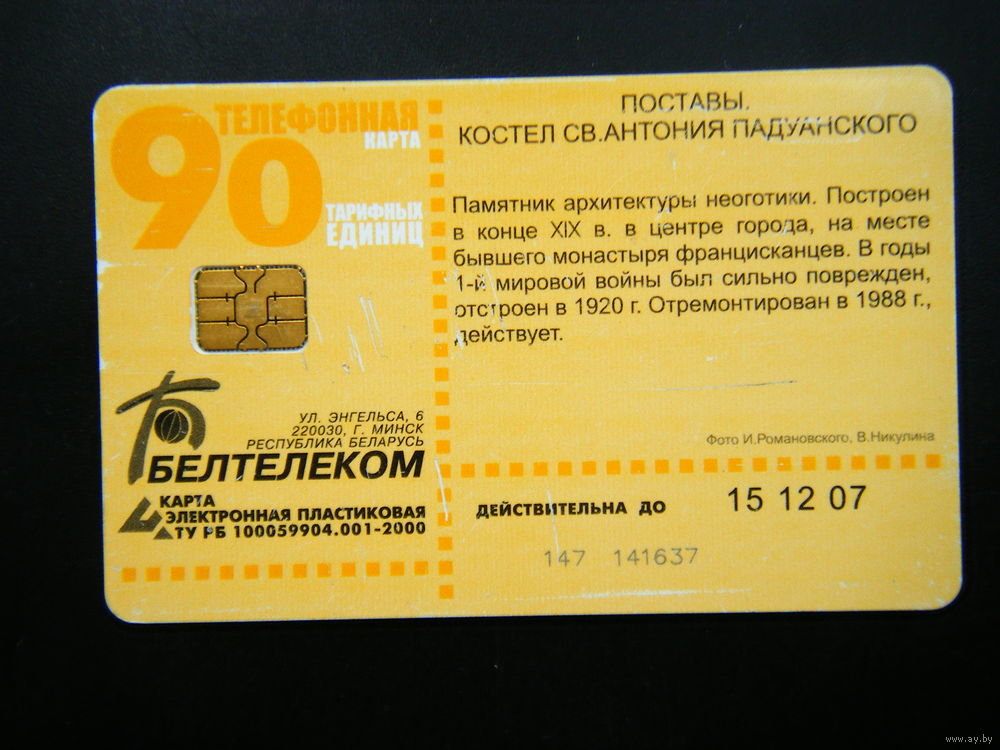 90
ТЕЛЕФОННАЯ
КАРТА
ТАРИФНЫХ
ЕДИНИЦ
УЛ. ЭНГЕЛЬСА, 6
220030, Г. МИНСК
РЕСПУБЛИКА БЕЛАРУСЬ
БЕЛТЕЛЕКОМ
КАРТА
ЭЛЕКТРОННАЯ ПЛАСТИКОВАЯ
ТУ РБ 100059904.001-2000
ПОСТАВЫ.
КОСТЕЛ СВ.АНТОНИЯ ПАДУАНСКОГО
Памятник архитектуры неоготики. Построен
в конце XIX в. в центре города, на месте
бывшего монастыря францисканцев. В годы
1-й мировой войны был сильно поврежден,
отстроен в 1920 г. Отремонтирован в 1988 г.,
действует.
Фото И.Романовского, В.Никулина
ДЕЙСТВИТЕЛЬНА ДО 15 12 07
147 141637
www.ay.by